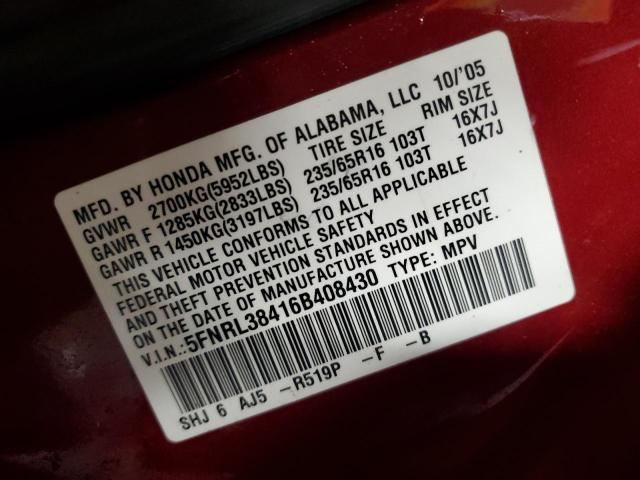 MFD. BY HONDA MFG. OF ALABAMA, LLC 10/'05
GVWR 2700KG(5952LBS) TIRE SIZE RIM SIZE
GAWR F 1285KG(2833LBS) 235/65R16 103T 16X7J
GAWR R 1450KG(3197LBS) 235/65R16 103T 16X7J
THIS VEHICLE CONFORMS TO ALL APPLICABLE
FEDERAL MOTOR VEHICLE SAFETY
AND THEFT PREVENTION STANDARDS IN EFFECT
ON THE DATE OF MANUFACTURE SHOWN ABOVE.
V.I.N.:5FNRL38416B408430 TYPE: MPV
SHJ 6 AJ5 -R519P -F -B